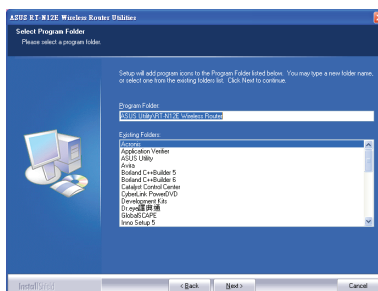 ASUS RT-N12E Wireless Router Utilities
Select Program Folder
Please select a program folder.
Setup will add program icons to the Program Folder listed below. You may type a new folder name,
or select one from the existing folders list. Click Next to continue.
Program Folder:
ASUS Utility\RT-N12E Wireless Router
Existing Folders:
Acronis
Application Verifier
ASUS Utility
Avira
Borland C++Builder 5
Borland C++Builder 6
Catalyst Control Center
CyberLink PowerDVD
Development Kits
Dr.eye
GlobalSCAPE
Inno Setup 5
InstallShield
< Back
Next >
Cancel